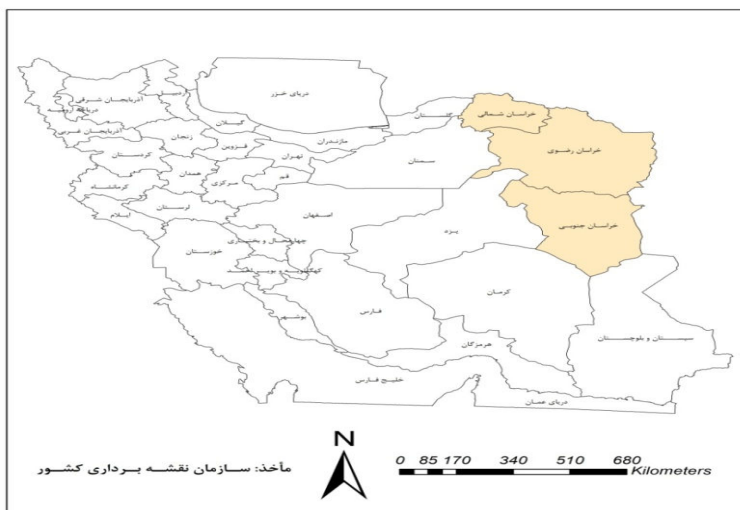 دریای خزر
اردبیل
آذربایجان شرقی
دریاچه ارومیه
آذربایجان غربی
گیلان
زنجان
قزوین
مازندران
گلستان
خراسان شمالی
خراسان رضوی
تهران
سمنان
کردستان
همدان
قم
مرکزی
کرمانشاه
لرستان
ایلام
اصفهان
یزد
خراسان جنوبی
چهارمحال و بختیاری
خوزستان
کهگیلویه و بویراحمد
کرمان
فارس
بوشهر
سیستان و بلوچستان
هرمزگان
خلیج فارس
دریای عمان
N
مأخذ: سازمان نقشه برداری کشور
0 85 170 340 510 680
Kilometers